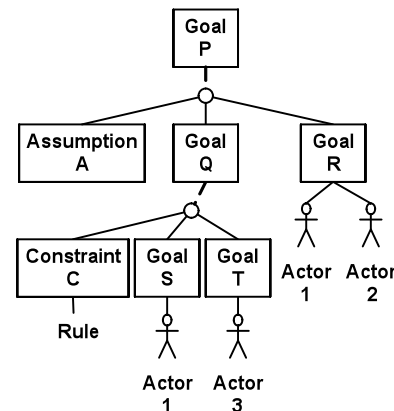 Goal
P
Assumption
A
Goal
Q
Goal
R
Constraint
C
Goal
S
Goal
T
Actor
1
Actor
2
Rule
Actor
1
Actor
3